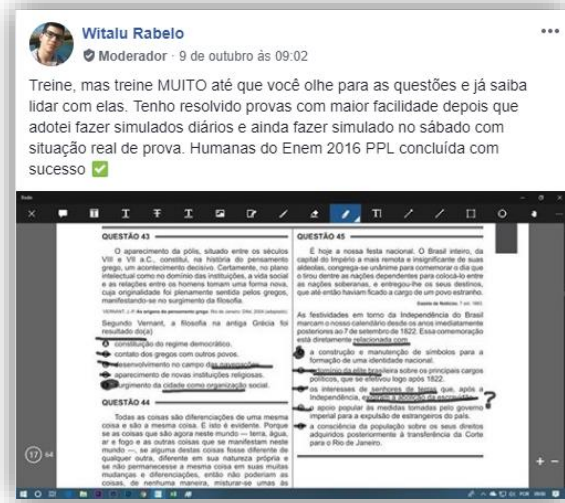 Witalu Rabelo
Moderador · 9 de outubro às 09:02
Treine, mas treine MUITO até que você olhe para as questões e já saiba
lidar com elas. Tenho resolvido provas com maior facilidade depois que
adotei fazer simulados diários e ainda fazer simulado no sábado com
situação real de prova. Humanas do Enem 2016 PPL concluída com
sucesso ✅
QUESTÃO 43
O aparecimento da pólis, situado entre os séculos
VIII e VII a.C., constitui, na história do pensamento
grego, um acontecimento decisivo. Certamente, no plano
intelectual como no domínio das instituições, a vida social
e as relações entre os homens tomam uma forma nova,
cuja originalidade foi plenamente sentida pelos gregos,
manifestando-se no surgimento da filosofia.
VERNANT, J.-P. As origens do pensamento grego. Rio de Janeiro: Difel, 2004 (adaptado).
Segundo Vernant, a filosofia na antiga Grécia foi
resultado do(a)
constituição do regime democrático.
contato dos gregos com outros povos.
desenvolvimento no campo das navegações.
aparecimento de novas instituições religiosas.
surgimento da cidade como organização social.
QUESTÃO 44
Todas as coisas são diferenciações de uma mesma
coisa e são a mesma coisa. E isto é evidente. Porque
se as coisas que são agora neste mundo — terra, água,
ar e fogo e as outras coisas que se manifestam neste
mundo —, se alguma destas coisas fosse diferente de
qualquer outra, diferente em sua natureza própria e
se não permanecesse a mesma coisa em suas muitas
mudanças e diferenciações, então não poderiam as
coisas, de nenhuma maneira, misturar-se umas às
QUESTÃO 45
É hoje a nossa festa nacional. O Brasil inteiro, da
capital do Império a mais remota e insignificante de suas
aldeolas, congrega-se unânime para comemorar o dia que
o tirou dentre as nações dependentes para colocá-lo entre
as nações soberanas, e entregou-lhe os seus destinos,
que até então haviam ficado a cargo de um povo estranho.
Gazeta de Notícias, 7 set. 1883.
As festividades em torno da Independência do Brasil
marcam o nosso calendário desde os anos imediatamente
posteriores ao 7 de setembro de 1822. Essa comemoração
está diretamente relacionada com
a construção e manutenção de símbolos para a
formação de uma identidade nacional.
domínio da elite brasileira sobre os principais cargos
políticos, que se efetivou logo após 1822.
os interesses de senhores de terras que, após a
Independência, exigiram a abolição da escravidão.
?
o apoio popular às medidas tomadas pelo governo
imperial para a expulsão de estrangeiros do país.
a consciência da população sobre os seus direitos
adquiridos posteriormente à transferência da Corte
para o Rio de Janeiro.
17 64